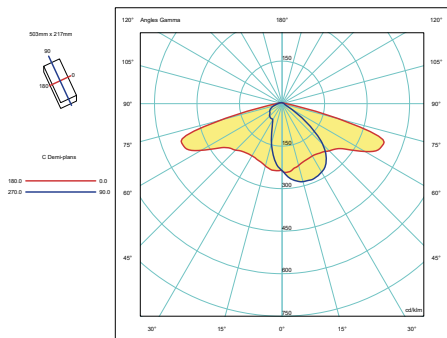 503mm x 217mm
90
0
180
C Demi-plans
180.0 0.0
270.0 90.0
120° Angles Gamma 180° 120°
105° 150 105°
90° 90°
75° 150 75°
60° 300 60°
45° 450 45°
600
750 cd/klm
30° 15° 0° 15° 30°